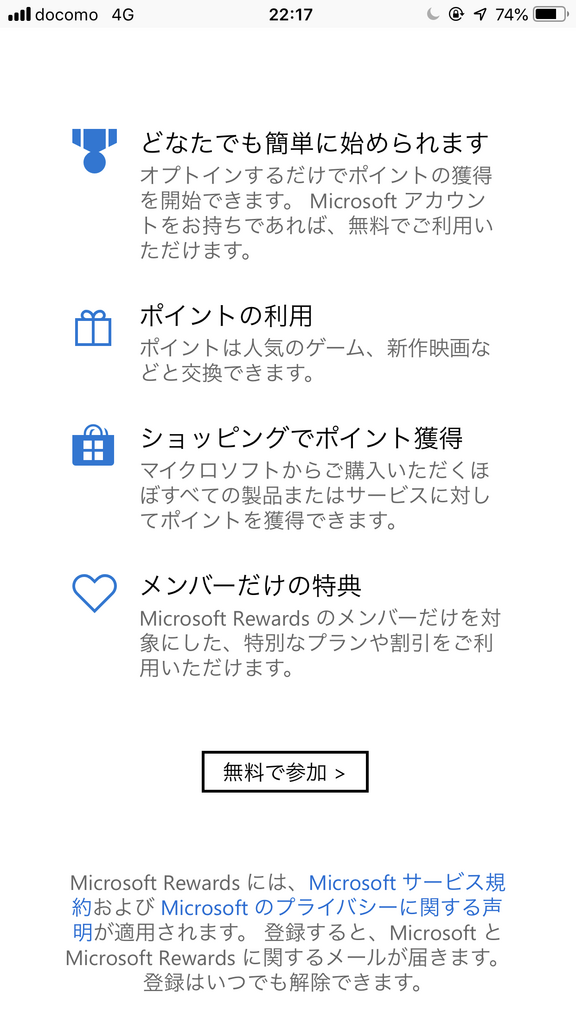 docomo 4G 22:17 74%
どなたでも簡単に始められます
オプトインするだけでポイントの獲得
を開始できます。 Microsoft アカウン
トをお持ちであれば、無料でご利用い
ただけます。
ポイントの利用
ポイントは人気のゲーム、新作映画な
どと交換できます。
ショッピングでポイント獲得
マイクロソフトからご購入いただくほ
ぼすべての製品またはサービスに対し
てポイントを獲得できます。
メンバーだけの特典
Microsoft Rewards のメンバーだけを対
象にした、特別なプランや割引をご利
用いただけます。
無料で参加 >
Microsoft Rewards には、Microsoft サービス規
約および Microsoft のプライバシーに関する声
明が適用されます。 登録すると、Microsoft と
Microsoft Rewards に関するメールが届きます。
登録はいつでも解除できます。